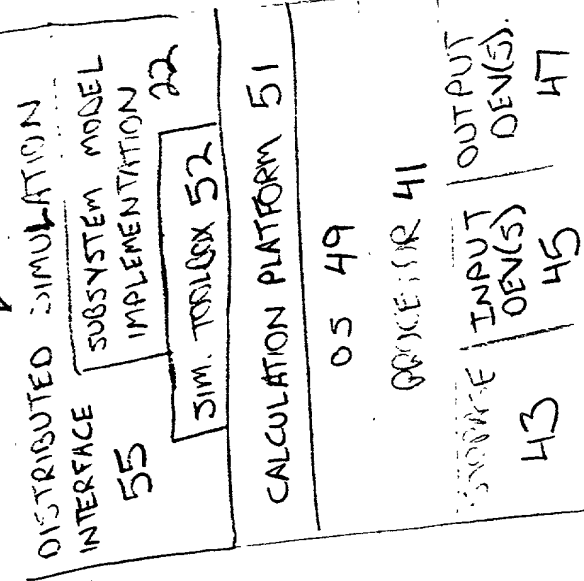 DISTRIBUTED SIMULATION
INTERFACE
55
SUBSYSTEM MODEL
IMPLEMENTATION
22
SIM. TOOLBOX 52
CALCULATION PLATFORM 51
OS 49
PROCESSOR 41
STORAGE
43
INPUT
DEV(S)
45
OUTPUT
DEV(S).
47